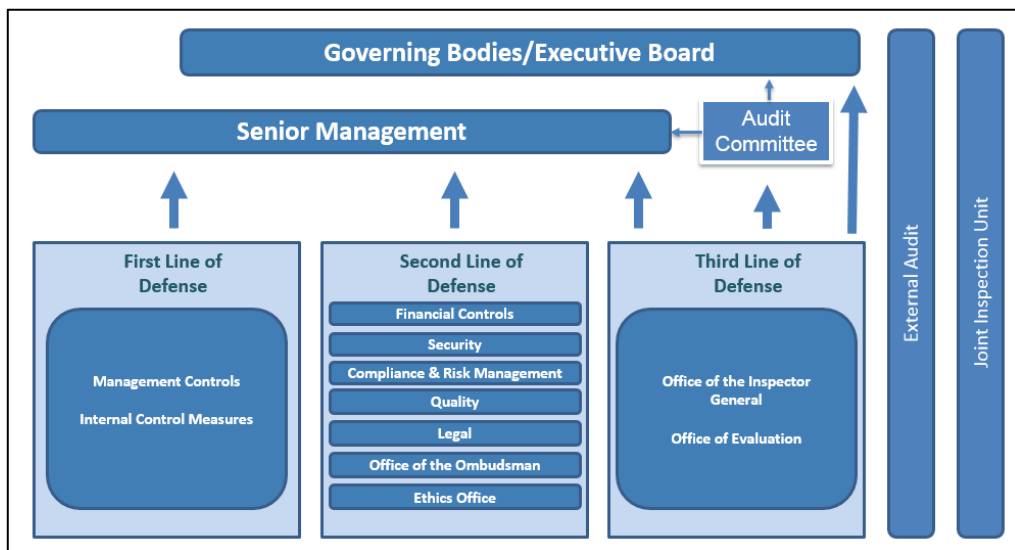 Governing Bodies/Executive Board
Senior Management
Audit
Committee
First Line of
Defense
Management Controls
Internal Control Measures
Second Line of
Defense
Financial Controls
Security
Compliance & Risk Management
Quality
Legal
Office of the Ombudsman
Ethics Office
Third Line of
Defense
Office of the Inspector
General
Office of Evaluation
External Audit
Joint Inspection Unit